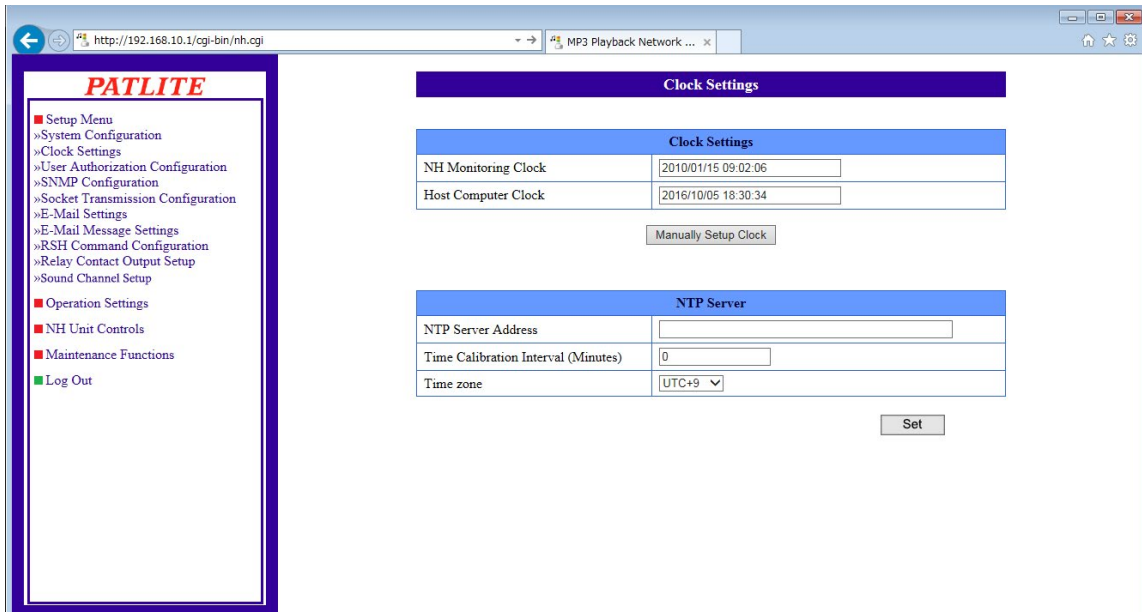 http://192.168.10.1/cgi-bin/nh.cgi
MP3 Playback Network ...
PATLITE
Setup Menu
»System Configuration
»Clock Settings
»User Authorization Configuration
»SNMP Configuration
»Socket Transmission Configuration
»E-Mail Settings
»E-Mail Message Settings
»RSH Command Configuration
»Relay Contact Output Setup
»Sound Channel Setup
Operation Settings
NH Unit Controls
Maintenance Functions
Log Out
Clock Settings
Clock Settings
NH Monitoring Clock 2010/01/15 09:02:06
Host Computer Clock 2016/10/05 18:30:34
Manually Setup Clock
NTP Server
NTP Server Address
Time Calibration Interval (Minutes) 0
Time zone UTC+9
Set